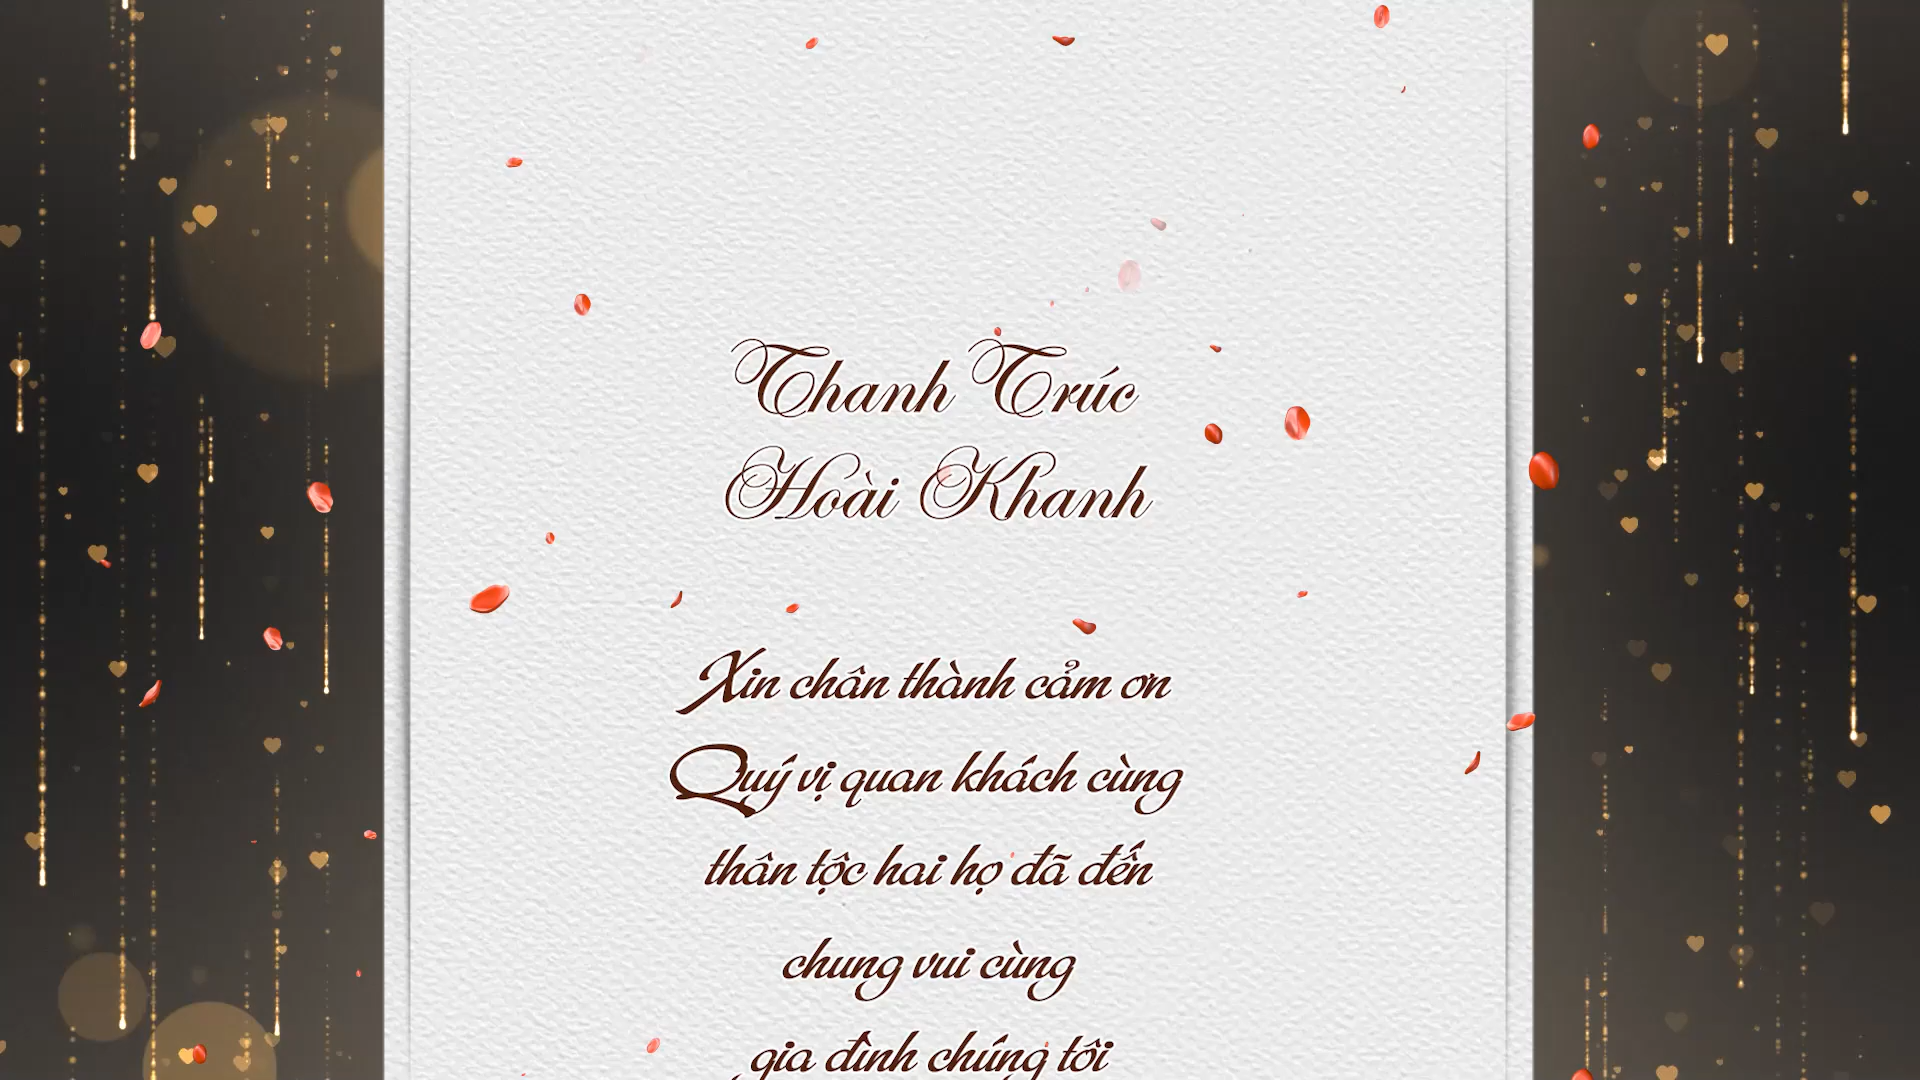 Thanh Trúc
Hoài Khanh
Xin chân thành cảm ơn
Quý vị quan khách cùng
thân tộc hai họ đã đến
chung vui cùng
gia đình chúng tôi